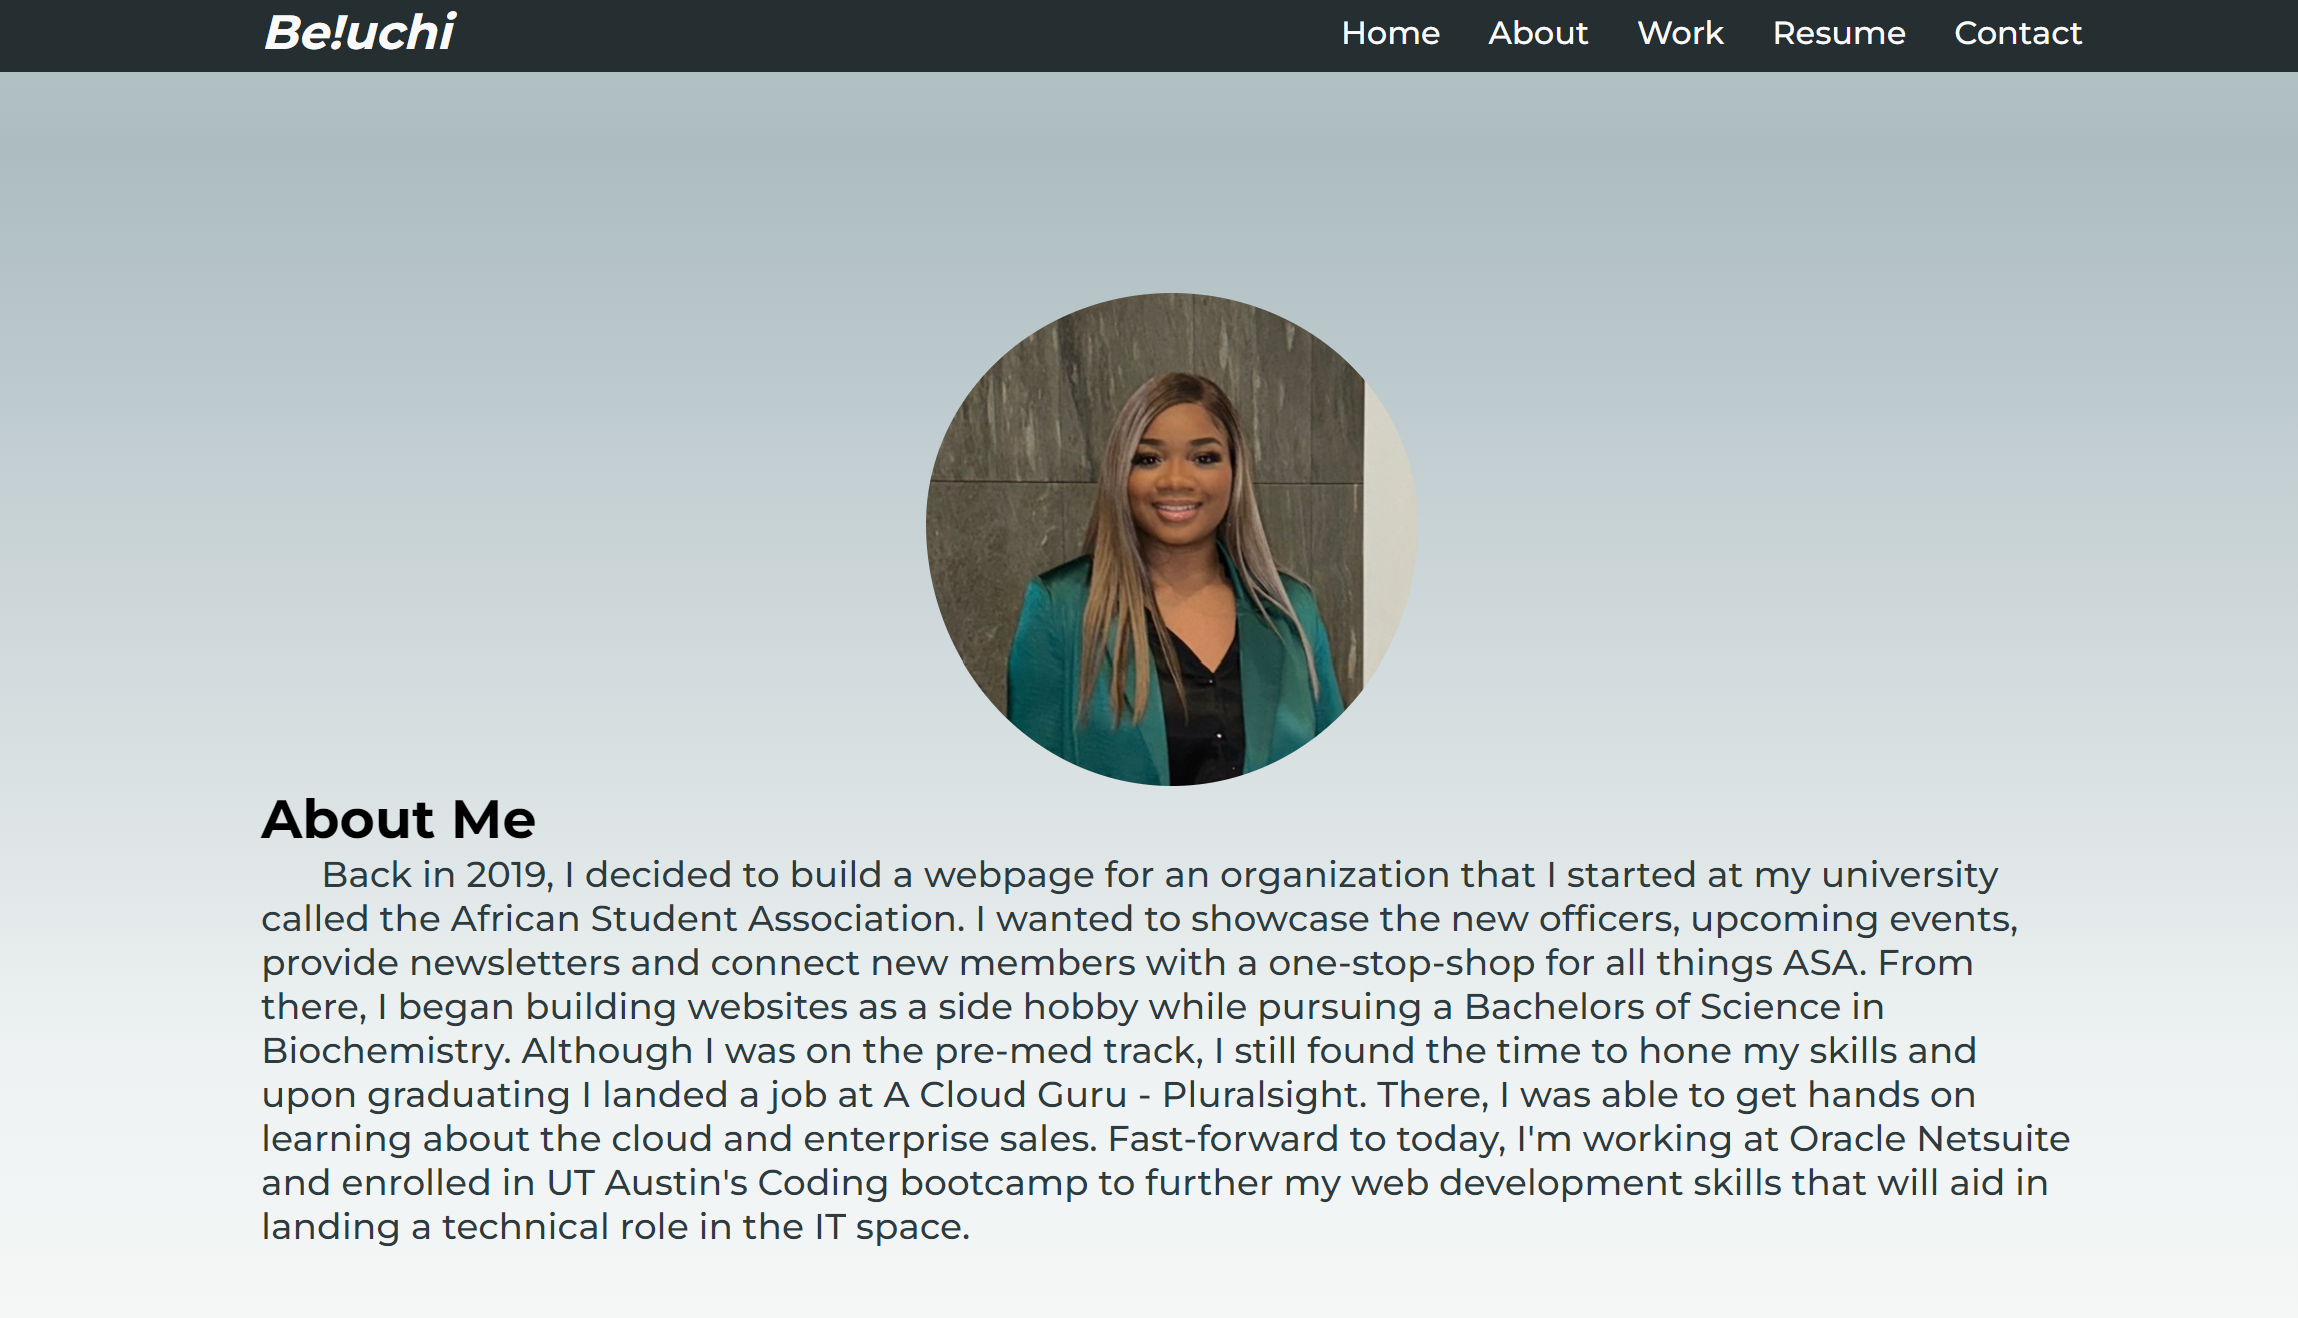 Be!uchi
Home About Work Resume Contact
About Me
Back in 2019, I decided to build a webpage for an organization that I started at my university
called the African Student Association. I wanted to showcase the new officers, upcoming events,
provide newsletters and connect new members with a one-stop-shop for all things ASA. From
there, I began building websites as a side hobby while pursuing a Bachelors of Science in
Biochemistry. Although I was on the pre-med track, I still found the time to hone my skills and
upon graduating I landed a job at A Cloud Guru - Pluralsight. There, I was able to get hands on
learning about the cloud and enterprise sales. Fast-forward to today, I'm working at Oracle Netsuite
and enrolled in UT Austin's Coding bootcamp to further my web development skills that will aid in
landing a technical role in the IT space.